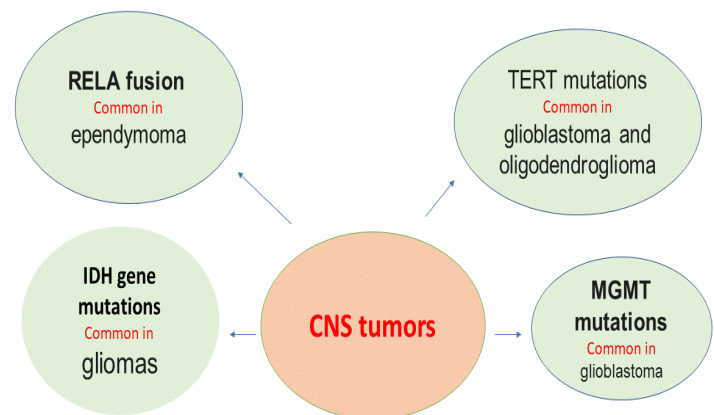 RELA fusion
Common in
ependymoma
TERT mutations
Common in
glioblastoma and
oligodendroglioma
IDH gene
mutations
Common in
gliomas
CNS tumors
MGMT
mutations
Common in
glioblastoma